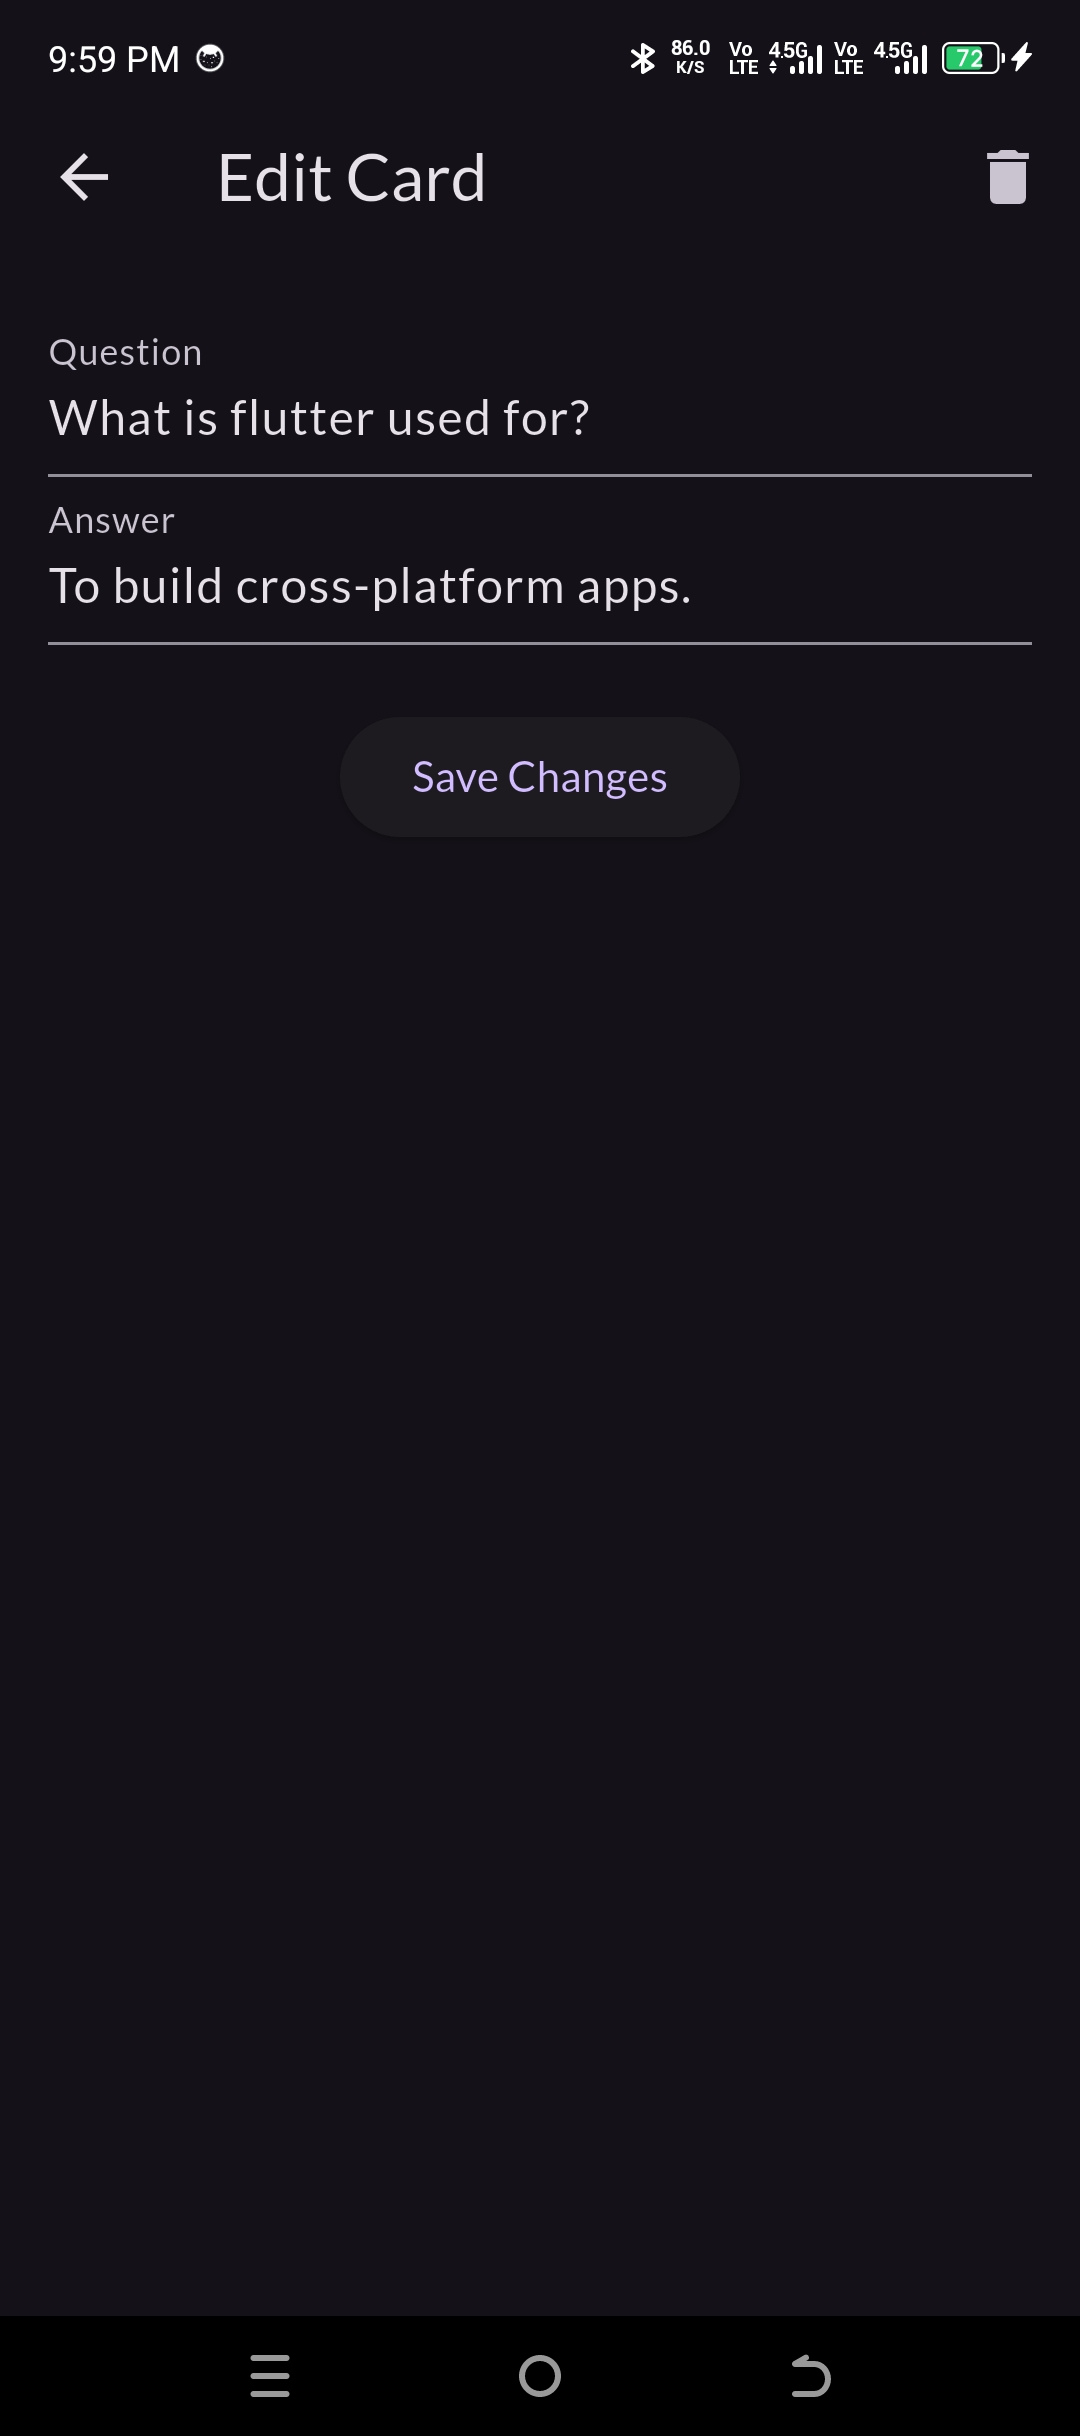 9:59 PM 86.0 K/S Vo LTE 4.5G Vo LTE 4.5G 72
Edit Card
Question
What is flutter used for?
Answer
To build cross-platform apps.
Save Changes